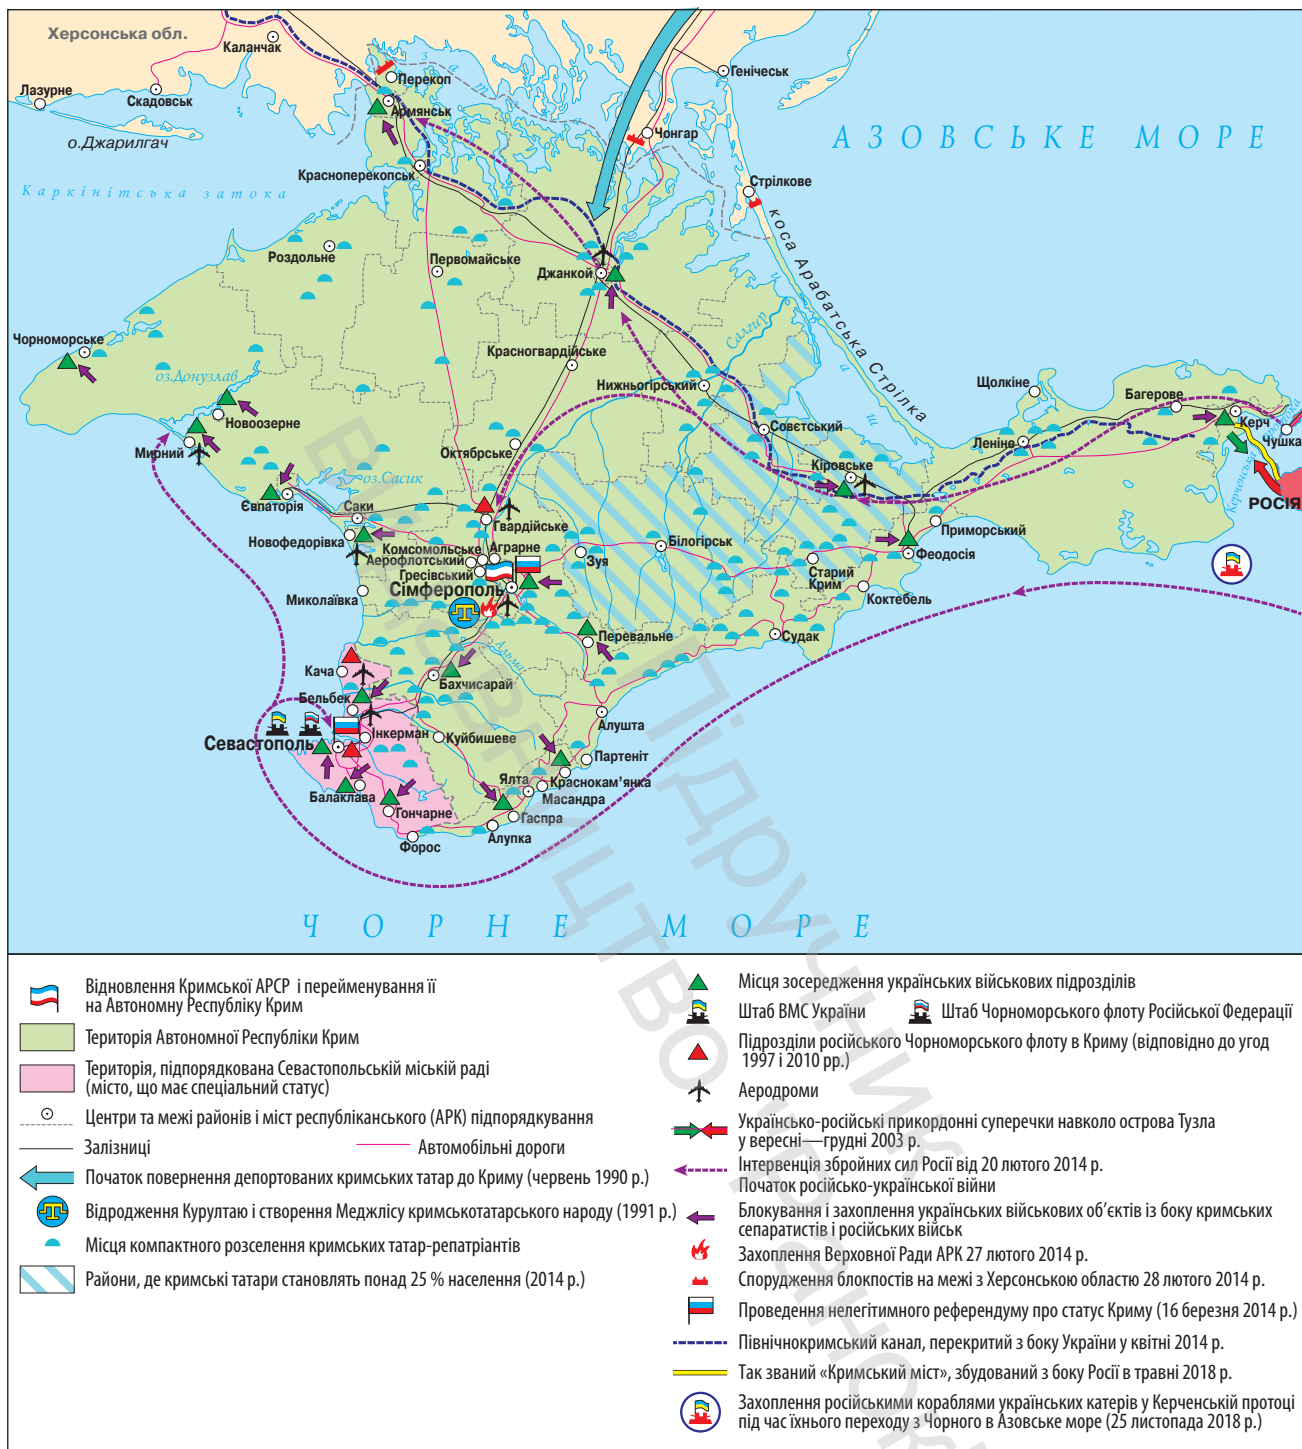 Херсонська обл.
Каланчак
Перекоп
Генічеськ
Лазурне
Скадовськ
Армянськ
Чонгар
АЗОВСЬКЕ МОРЕ
о.Джарилгач
Красноперекопськ
Стрілкове
Каркінітська затока
коса Арабатська Стрілка
Роздольне
Первомайське
Джанкой
Салгир
Чорноморське
Красногвардійське
оз.Донузлав
Нижньогірський
Щолкіне
Багерове
Новоозерне
Керч
Чушка
Мирний
Октябрське
Совєтський
Леніне
оз.Сасик
Кіровське
Керченська
РОСІЯ
Євпаторія
Саки
Гвардійське
Приморський
Новофедорівка
Комсомольське
Аграрне
Аерофлотський
Зуя
Білогірськ
Феодосія
Гресівський
Старий
Крим
Сімферополь
Миколаївка
Коктебель
Перевальне
Судак
Альма
Кача
Бахчисарай
Бельбек
Алушта
Севастополь
Інкерман
Куйбишеве
Партеніт
Ялта
Краснокам’янка
Балаклава
Масандра
Гончарне
Гаспра
Форос
Алупка
ЧОРНЕ МОРЕ
Відновлення Кримської АРСР і перейменування її
на Автономну Республіку Крим
Територія Автономної Республіки Крим
Територія, підпорядкована Севастопольській міській раді
(місто, що має спеціальний статус)
Центри та межі районів і міст республіканського (АРК) підпорядкування
Залізниці
Автомобільні дороги
Початок повернення депортованих кримських татар до Криму (червень 1990 р.)
Відродження Курултаю і створення Меджлісу кримськотатарського народу (1991 р.)
Місця компактного розселення кримських татар-репатріантів
Райони, де кримські татари становлять понад 25 % населення (2014 р.)
Місця зосередження українських військових підрозділів
Штаб ВМС України
Штаб Чорноморського флоту Російської Федерації
Підрозділи російського Чорноморського флоту в Криму (відповідно до угод
1997 і 2010 рр.)
Аеродроми
Українсько-російські прикордонні суперечки навколо острова Тузла
у вересні—грудні 2003 р.
Інтервенція збройних сил Росії від 20 лютого 2014 р.
Початок російсько-української війни
Блокування і захоплення українських військових об’єктів із боку кримських
сепаратистів і російських військ
Захоплення Верховної Ради АРК 27 лютого 2014 р.
Спорудження блокпостів на межі з Херсонською областю 28 лютого 2014 р.
Проведення нелегітимного референдуму про статус Криму (16 березня 2014 р.)
Північнокримський канал, перекритий з боку України у квітні 2014 р.
Так званий «Кримський міст», збудований з боку Росії в травні 2018 р.
Захоплення російськими кораблями українських катерів у Керченській протоці
під час їхнього переходу з Чорного в Азовське море (25 листопада 2018 р.)